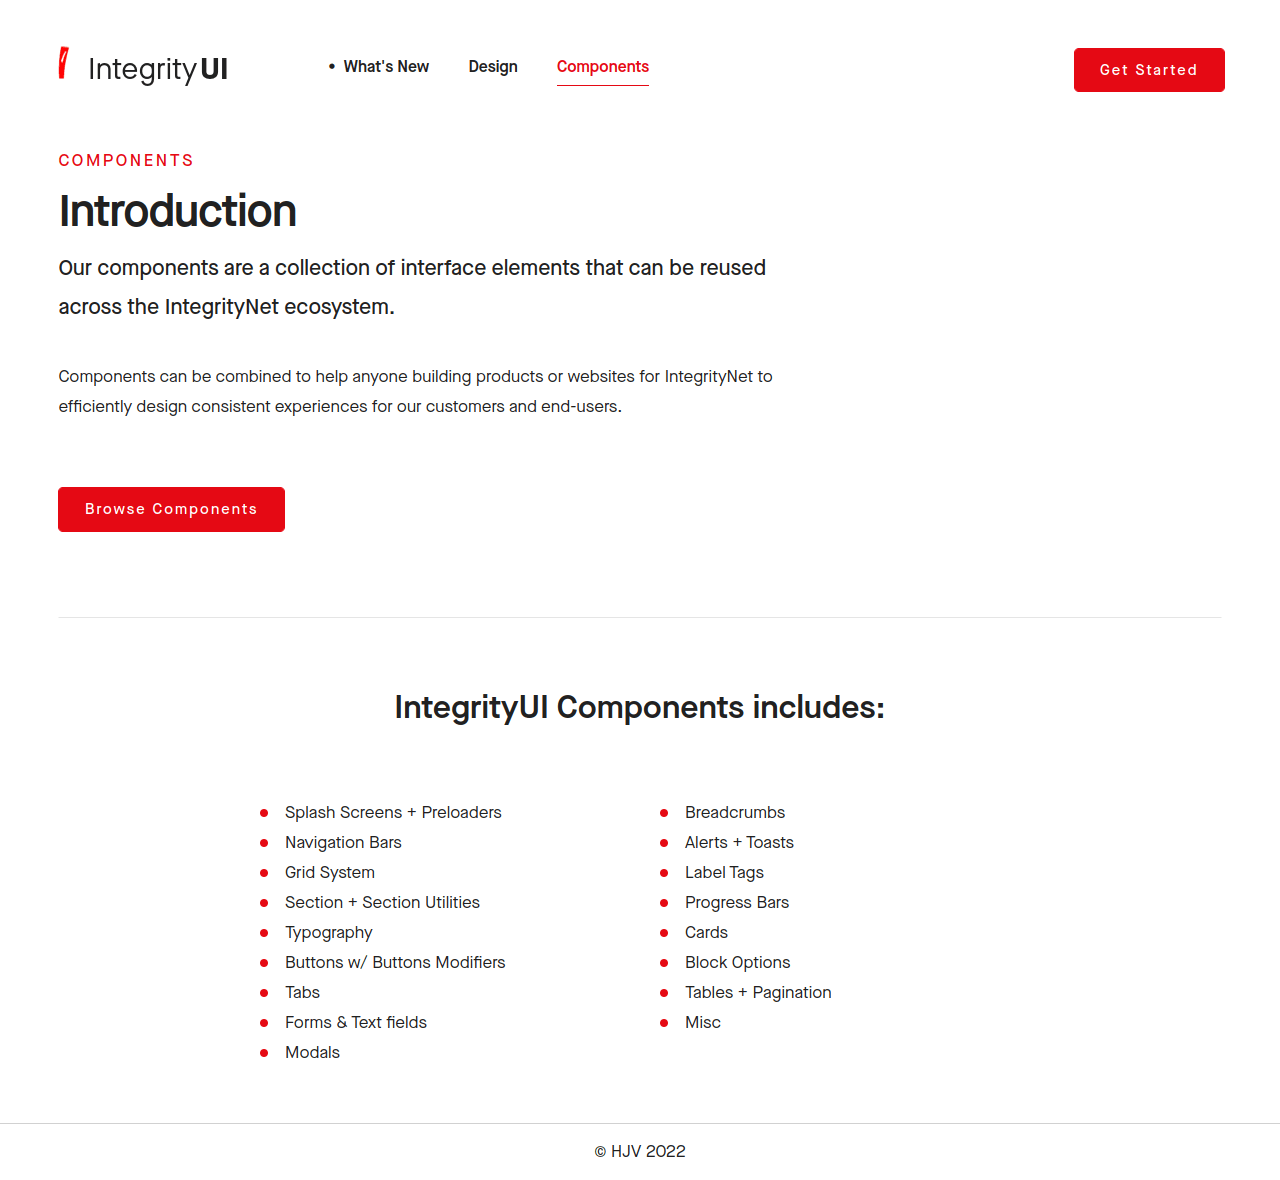 IntegrityUI
• What's New
Design
Components
Get Started
COMPONENTS
Introduction
Our components are a collection of interface elements that can be reused
across the IntegrityNet ecosystem.
Components can be combined to help anyone building products or websites for IntegrityNet to
efficiently design consistent experiences for our customers and end-users.
Browse Components
IntegrityUI Components includes:
Splash Screens + Preloaders
Navigation Bars
Grid System
Section + Section Utilities
Typography
Buttons w/ Buttons Modifiers
Tabs
Forms & Text fields
Modals
Breadcrumbs
Alerts + Toasts
Label Tags
Progress Bars
Cards
Block Options
Tables + Pagination
Misc
© HJV 2022